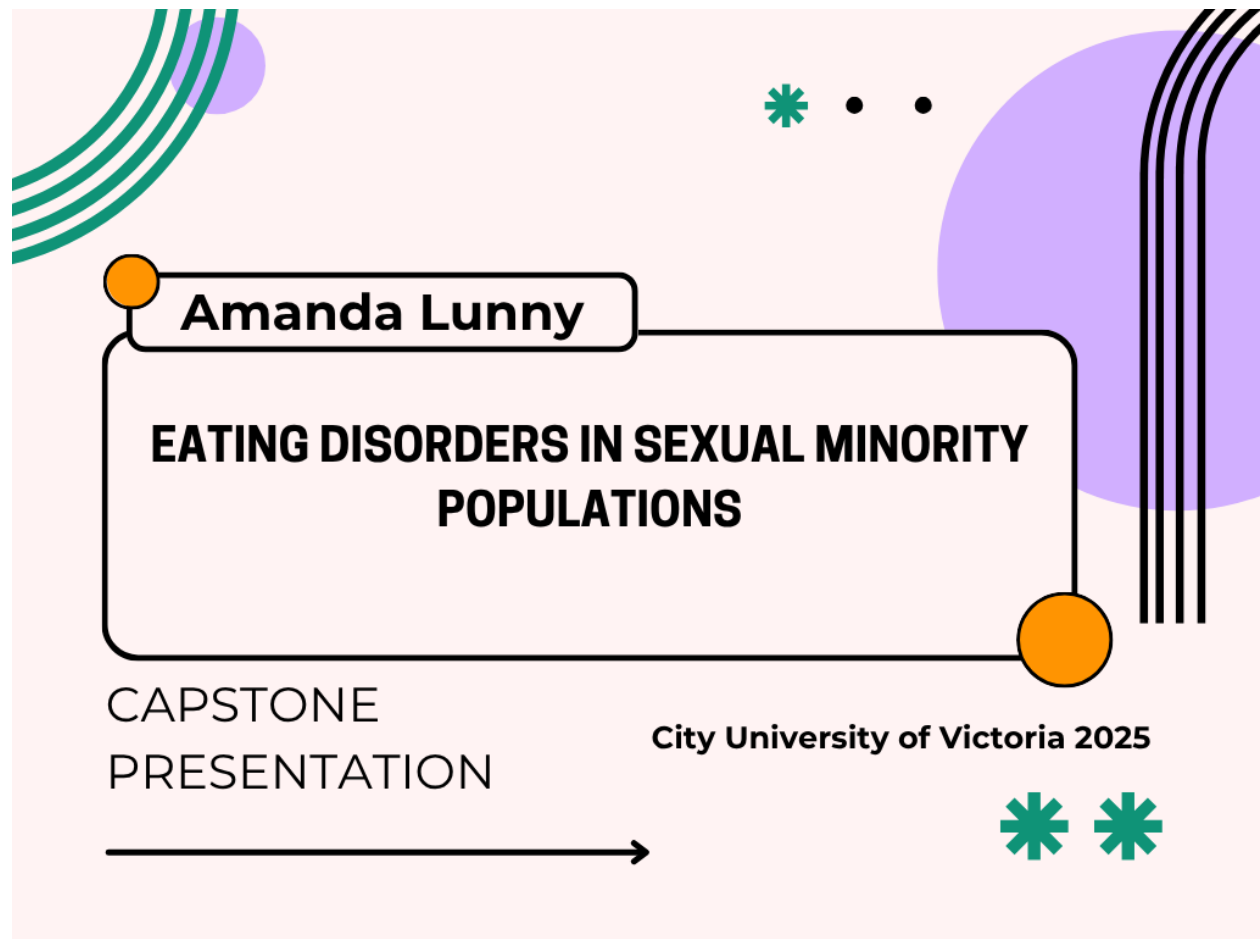 Amanda Lunny
EATING DISORDERS IN SEXUAL MINORITY
POPULATIONS
CAPSTONE
PRESENTATION
City University of Victoria 2025